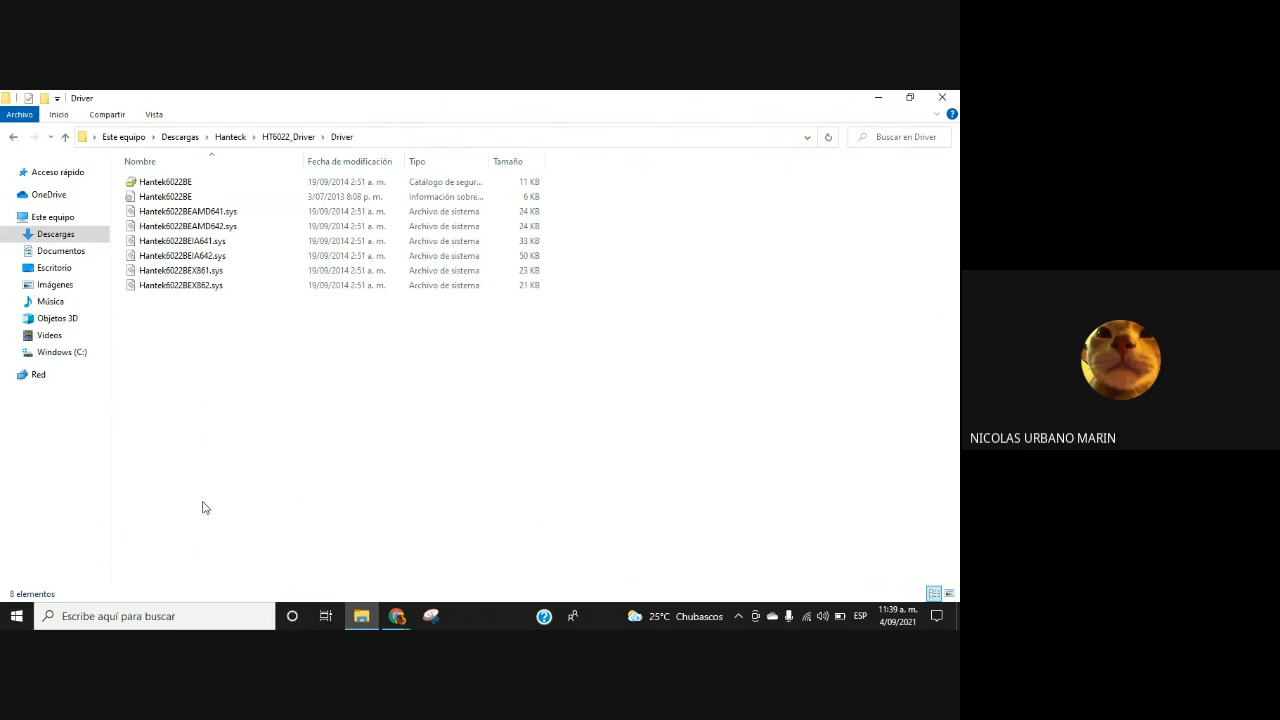 Driver
Archivo Inicio Compartir Vista
Este equipo Descargas Hanteck HT6022_Driver Driver Buscar en Driver
Nombre Fecha de modificación Tipo Tamaño
Acceso rápido
OneDrive
Este equipo
Descargas
Documentos
Escritorio
Imágenes
Música
Objetos 3D
Videos
Windows (C:)
Red
Hantek6022BE 19/09/2014 2:51 a. m. Catálogo de segur... 11 KB
Hantek6022BE 3/07/2013 8:08 p. m. Información sobre... 6 KB
Hantek6022BEAMD641.sys 19/09/2014 2:51 a. m. Archivo de sistema 24 KB
Hantek6022BEAMD642.sys 19/09/2014 2:51 a. m. Archivo de sistema 24 KB
Hantek6022BEIA641.sys 19/09/2014 2:51 a. m. Archivo de sistema 33 KB
Hantek6022BEIA642.sys 19/09/2014 2:51 a. m. Archivo de sistema 50 KB
Hantek6022BEX861.sys 19/09/2014 2:51 a. m. Archivo de sistema 23 KB
Hantek6022BEX862.sys 19/09/2014 2:51 a. m. Archivo de sistema 21 KB
NICOLAS URBANO MARIN
8 elementos
Escribe aquí para buscar 25°C Chubascos ESP 11:39 a. m.
4/09/2021